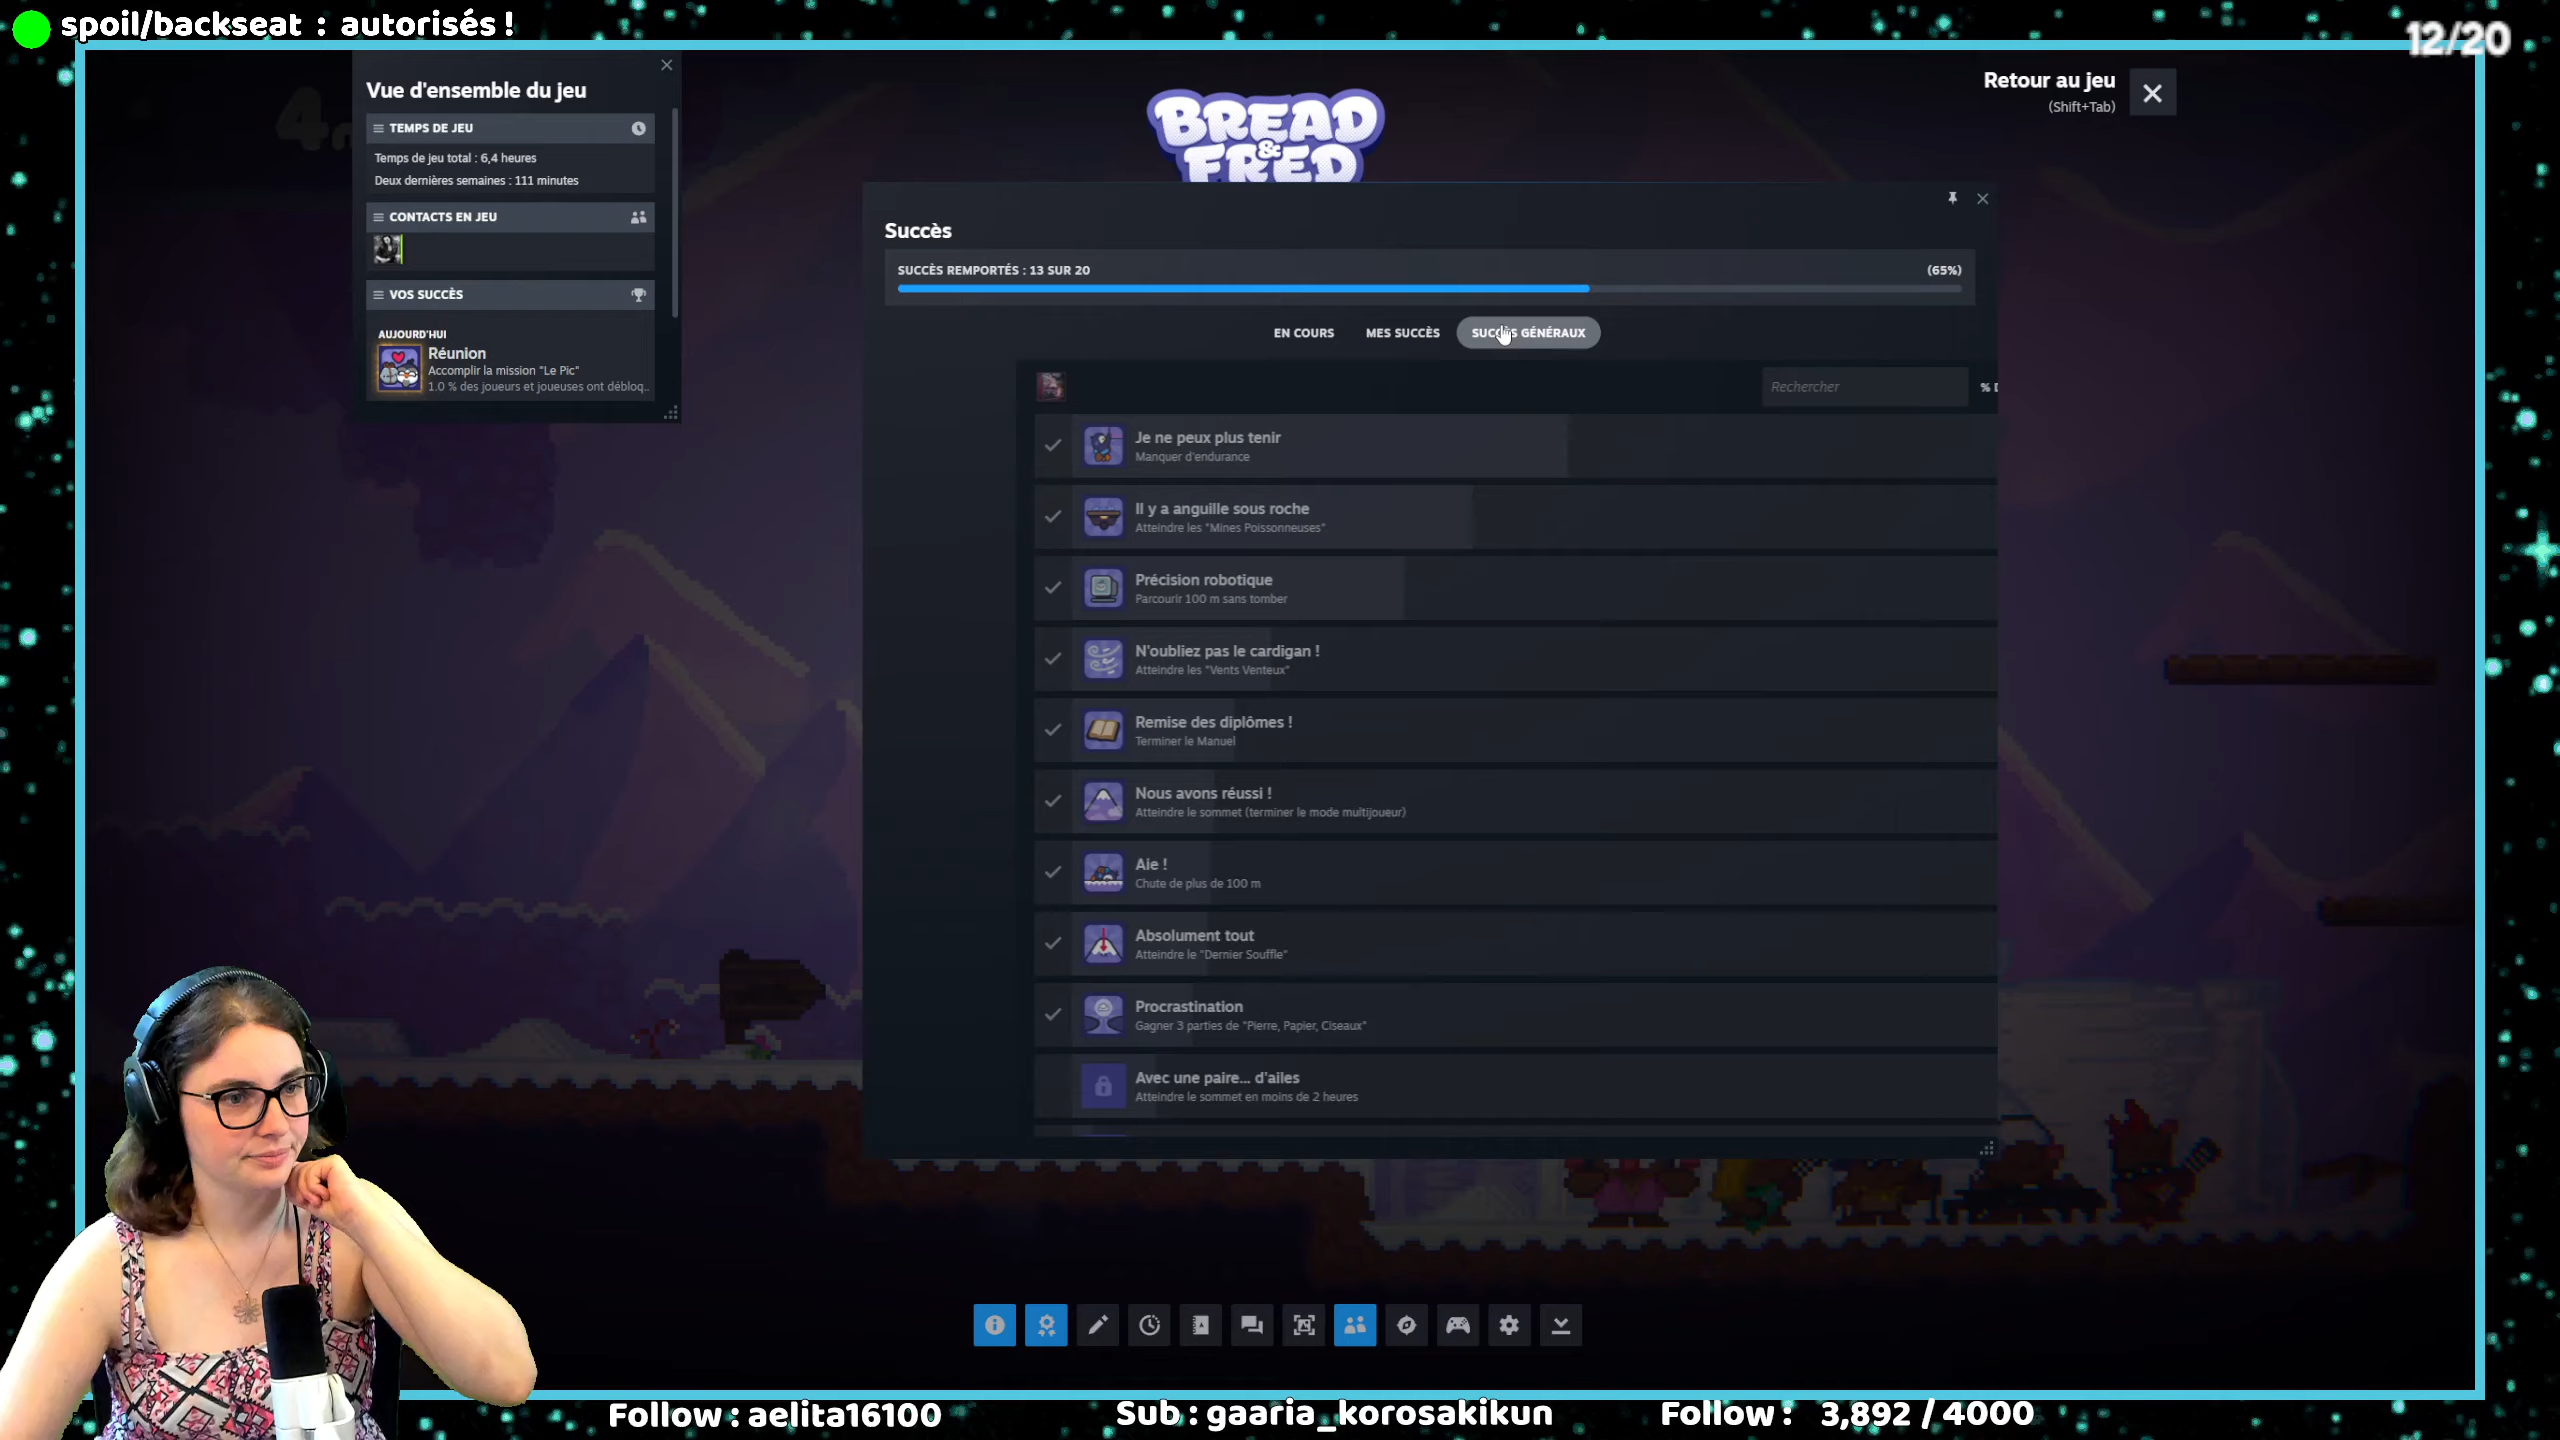 spoil/backseat : autorisés !
12/20
Vue d'ensemble du jeu
TEMPS DE JEU
Temps de jeu total : 6,4 heures
Deux dernières semaines : 111 minutes
CONTACTS EN JEU
VOS SUCCÈS
AUJOURD'HUI
Réunion
Accomplir la mission "Le Pic"
1.0 % des joueurs et joueuses ont débloq...
4m
BREAD
&
FRED
Retour au jeu
(Shift+Tab)
Succès
SUCCÈS REMPORTÉS : 13 SUR 20
(65%)
EN COURS
MES SUCCÈS
SUCCÈS GÉNÉRAUX
Rechercher
% D
Je ne peux plus tenir
Manquer d'endurance
Il y a anguille sous roche
Atteindre les "Mines Poissonneuses"
Précision robotique
Parcourir 100 m sans tomber
N'oubliez pas le cardigan !
Atteindre les "Vents Venteux"
Remise des diplômes !
Terminer le Manuel
Nous avons réussi !
Atteindre le sommet (terminer le mode multijoueur)
Aie !
Chute de plus de 100 m
Absolument tout
Atteindre le "Dernier Souffle"
Procrastination
Gagner 3 parties de "Pierre, Papier, Ciseaux"
Avec une paire... d'ailes
Atteindre le sommet en moins de 2 heures
Follow : aelita16100
Sub : gaaria_korosakikun
Follow : 3,892 / 4000